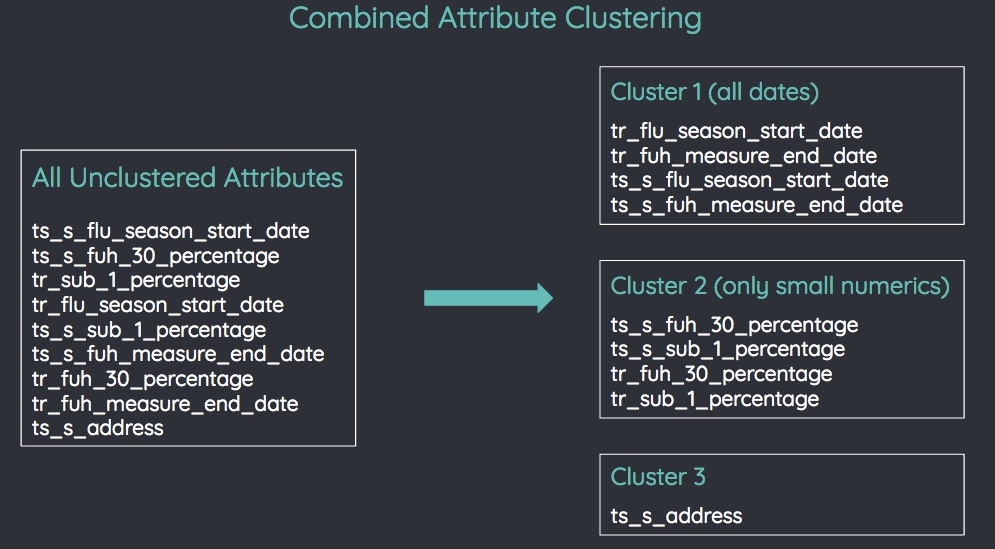 Combined Attribute Clustering
All Unclustered Attributes
ts_s_flu_season_start_date
ts_s_fuh_30_percentage
tr_sub_1_percentage
tr_flu_season_start_date
ts_s_sub_1_percentage
ts_s_fuh_measure_end_date
tr_fuh_30_percentage
tr_fuh_measure_end_date
ts_s_address
Cluster 1 (all dates)
tr_flu_season_start_date
tr_fuh_measure_end_date
ts_s_flu_season_start_date
ts_s_fuh_measure_end_date
Cluster 2 (only small numerics)
ts_s_fuh_30_percentage
ts_s_sub_1_percentage
tr_fuh_30_percentage
tr_sub_1_percentage
Cluster 3
ts_s_address